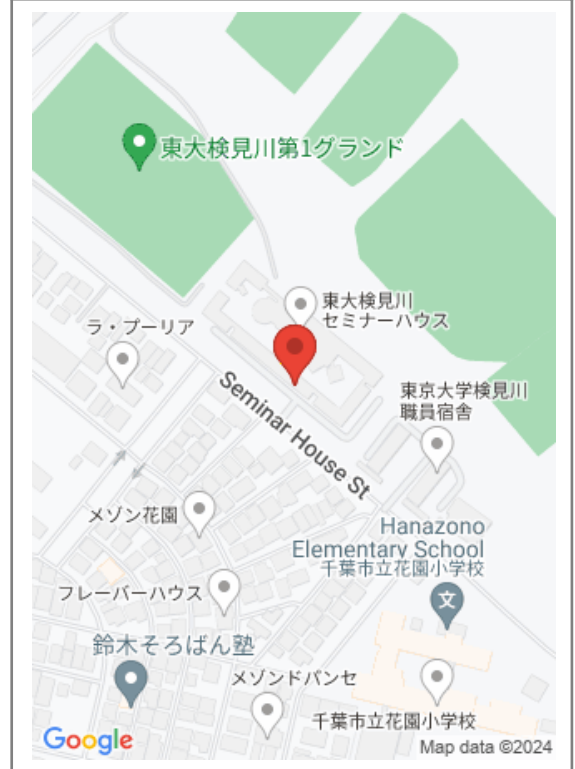 東大検見川第1グランド
東大検見川
セミナーハウス
ラ・プーリア
Seminar House St
東京大学検見川
職員宿舎
メゾン花園
Hanazono
Elementary School
千葉市立花園小学校
文
フレーバーハウス
鈴木そろばん塾
メゾンドバンセ
千葉市立花園小学校
Google
Map data ©2024